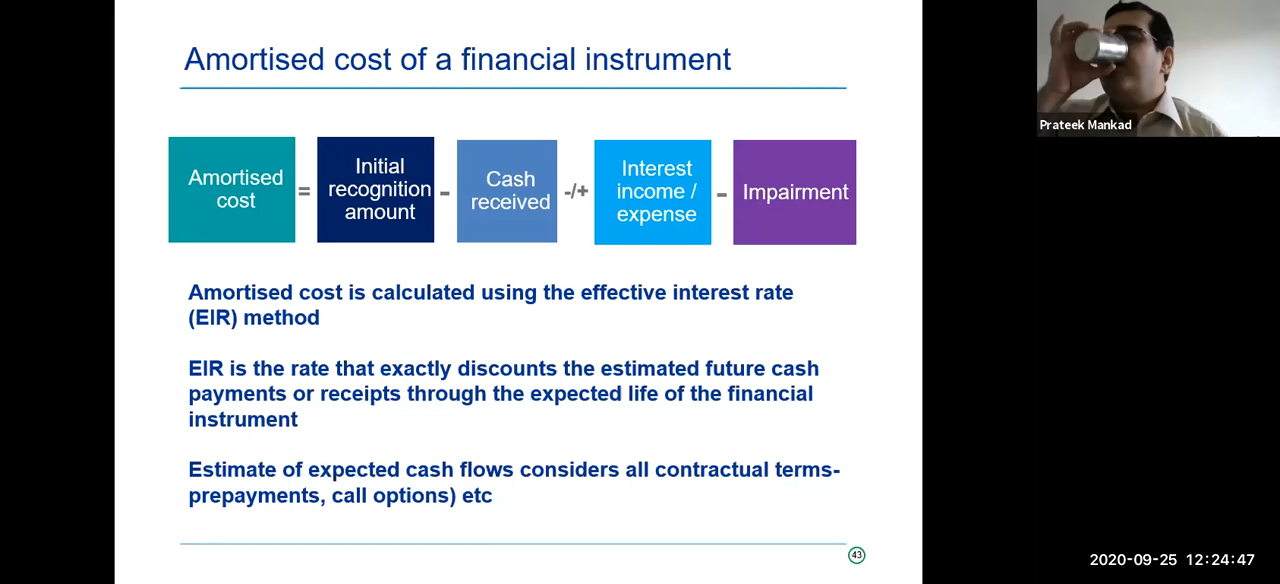 Amortised cost of a financial instrument
Prateek Mankad
Amortised
cost
=
Initial
recognition
amount
-
Cash
received
-/+
Interest
income /
expense
-
Impairment
Amortised cost is calculated using the effective interest rate
(EIR) method
EIR is the rate that exactly discounts the estimated future cash
payments or receipts through the expected life of the financial
instrument
Estimate of expected cash flows considers all contractual terms-
prepayments, call options) etc
43
2020-09-25 12:24:47